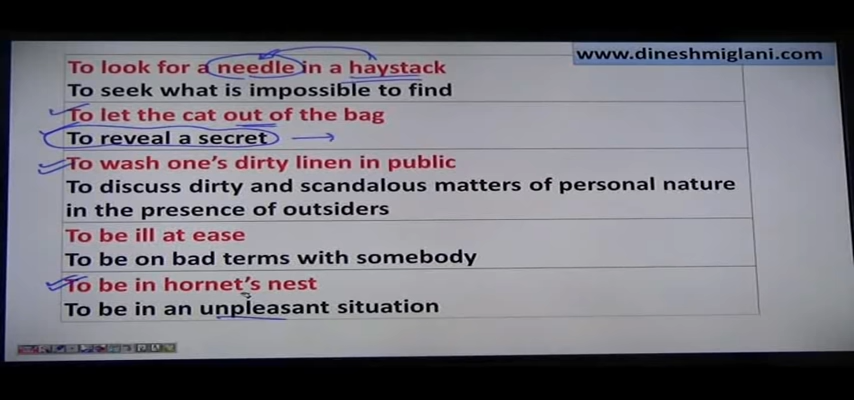 www.dineshmiglani.com
To look for a needle in a haystack
To seek what is impossible to find
To let the cat out of the bag
To reveal a secret
To wash one's dirty linen in public
To discuss dirty and scandalous matters of personal nature
in the presence of outsiders
To be ill at ease
To be on bad terms with somebody
To be in hornet's nest
To be in an unpleasant situation